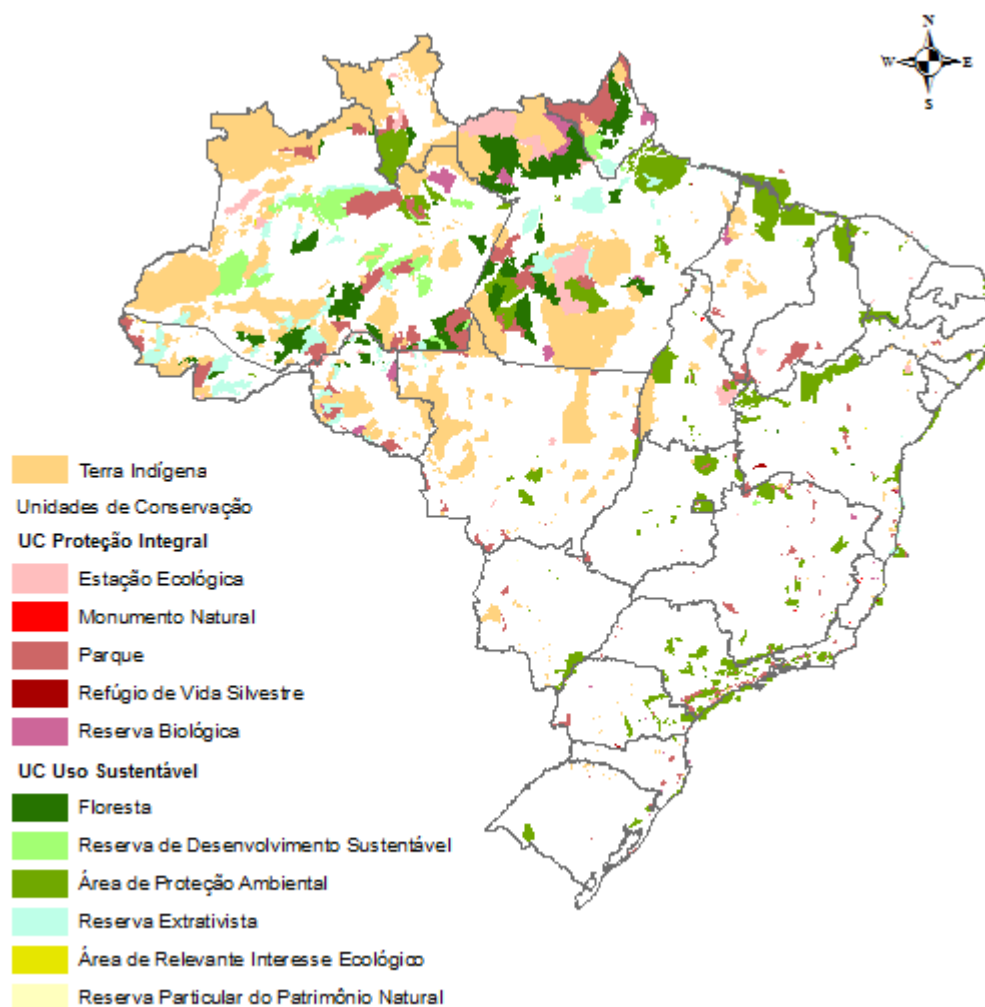 N
W E
S
Terra Indígena
Unidades de Conservação
UC Proteção Integral
Estação Ecológica
Monumento Natural
Parque
Refúgio de Vida Silvestre
Reserva Biológica
UC Uso Sustentável
Floresta
Reserva de Desenvolvimento Sustentável
Área de Proteção Ambiental
Reserva Extrativista
Área de Relevante Interesse Ecológico
Reserva Particular do Patrimônio Natural